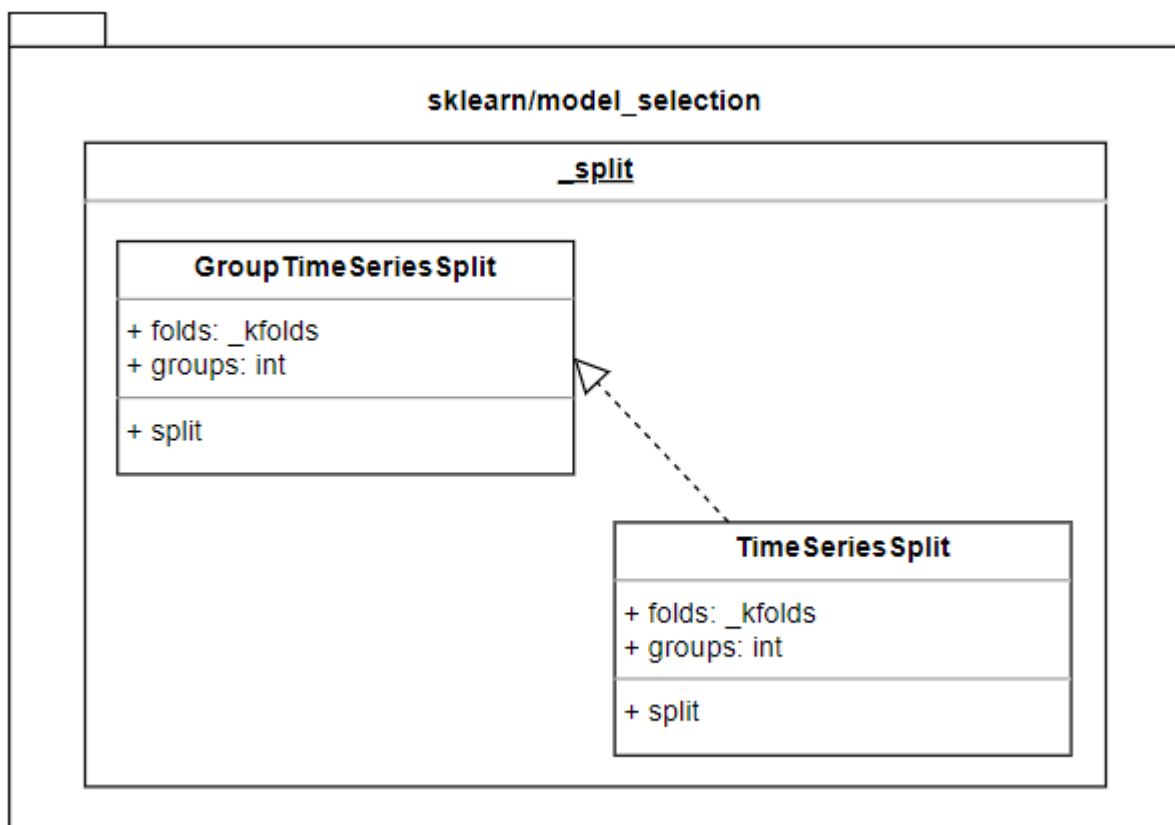 sklearn/model_selection
_split
GroupTimeSeriesSplit
+ folds: _kfolds
+ groups: int
+ split
TimeSeriesSplit
+ folds: _kfolds
+ groups: int
+ split